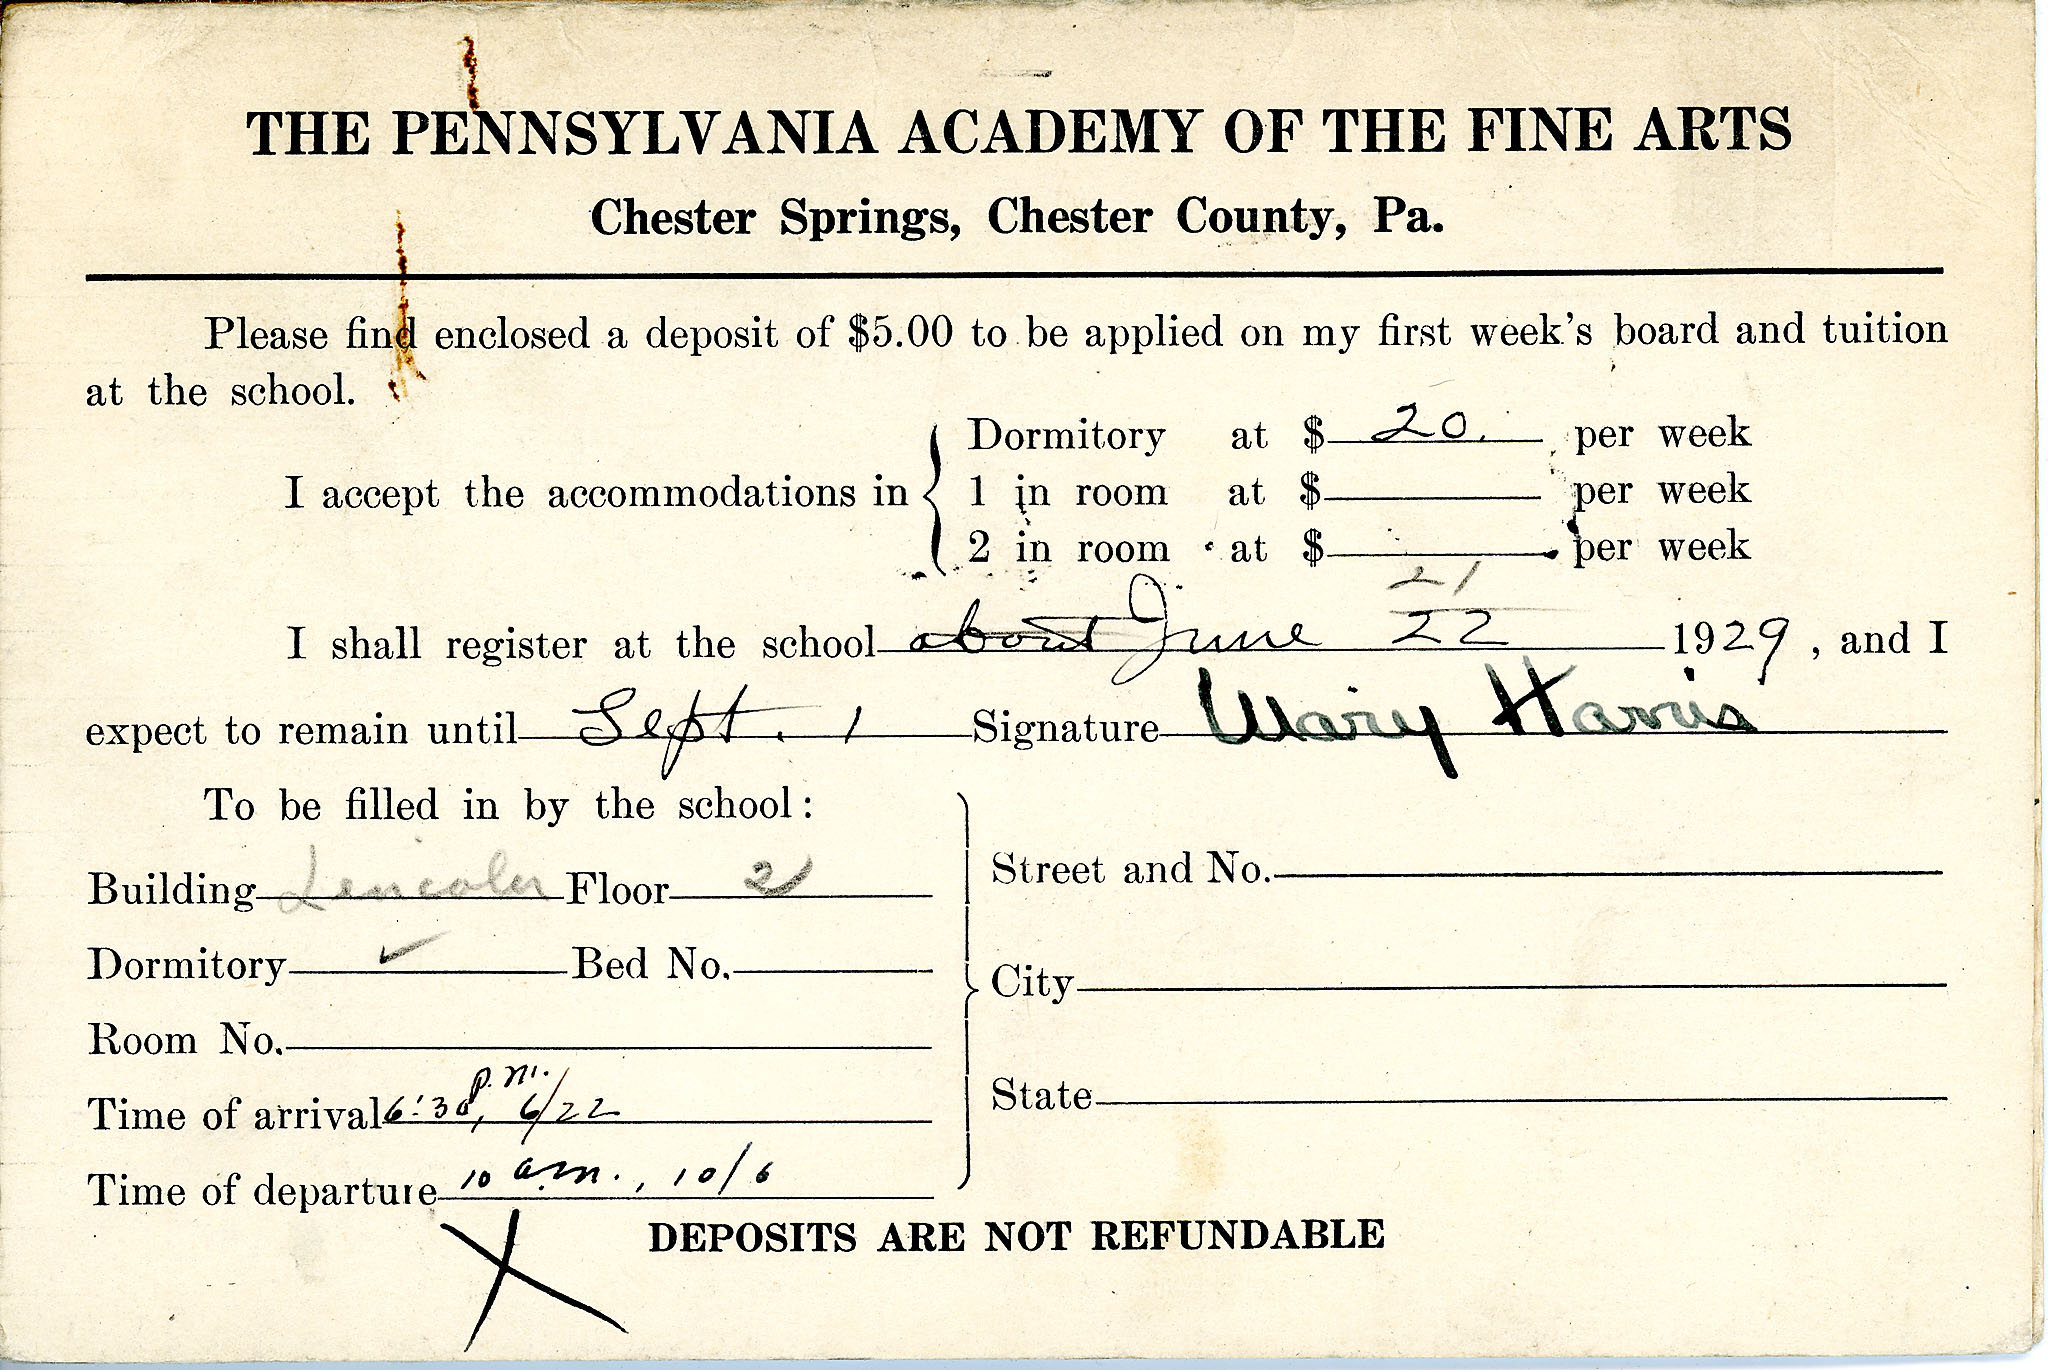 THE PENNSYLVANIA ACADEMY OF THE FINE ARTS
Chester Springs, Chester County, Pa.
Please find enclosed a deposit of $5.00 to be applied on my first week's board and tuition
at the school.
Dormitory at $ 20. per week
I accept the accommodations in 1 in room at $ per week
2 in room at $ per week
21
I shall register at the school about June 22 1929, and I
expect to remain until Sept. 1 Signature Mary Harris
To be filled in by the school:
Building Lincoln Floor 2
Dormitory ✓ Bed No.
Room No.
Time of arrival 6:30 p.m., 6/22
Time of departure 10 a.m., 10/6
Street and No.
City
State
X
DEPOSITS ARE NOT REFUNDABLE